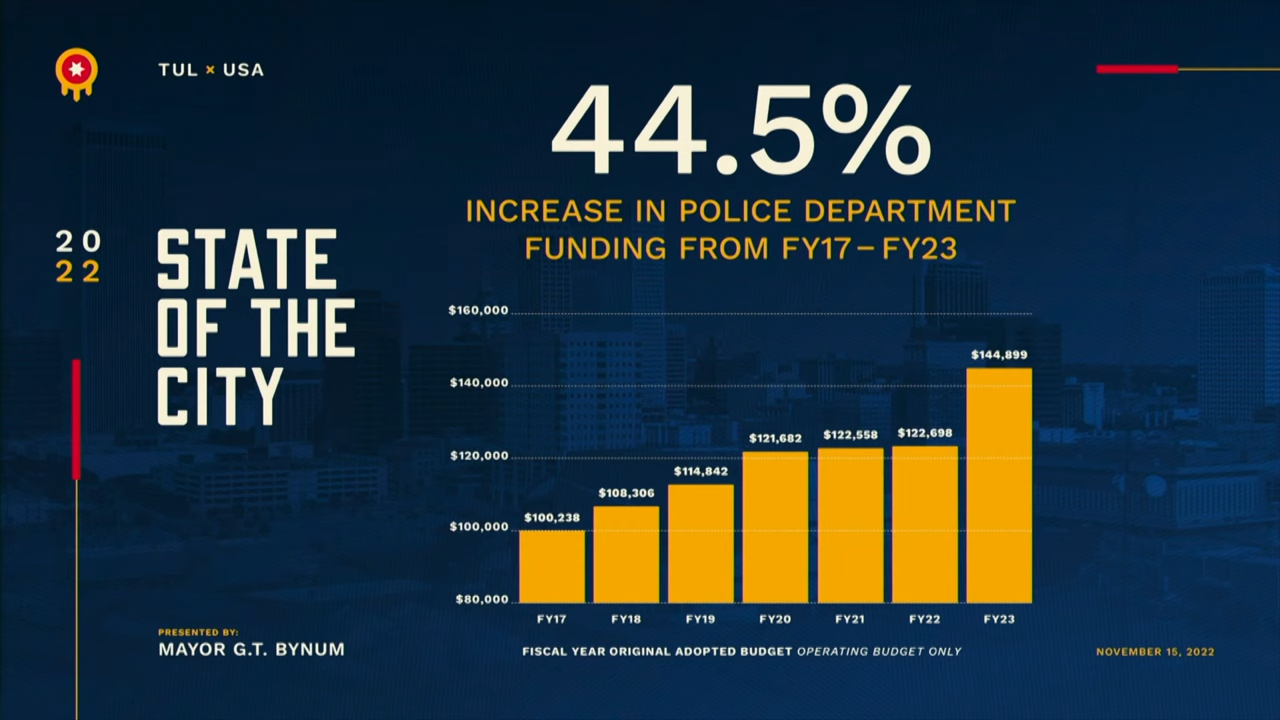 TUL × USA
44.5%
INCREASE IN POLICE DEPARTMENT
FUNDING FROM FY17–FY23
20
22
STATE
OF THE
CITY
$160,000
$140,000
$120,000
$100,000
$80,000
$100,238
$108,306
$114,842
$121,682
$122,558
$122,698
$144,899
FY17
FY18
FY19
FY20
FY21
FY22
FY23
FISCAL YEAR ORIGINAL ADOPTED BUDGET OPERATING BUDGET ONLY
PRESENTED BY:
MAYOR G.T. BYNUM
NOVEMBER 15, 2022